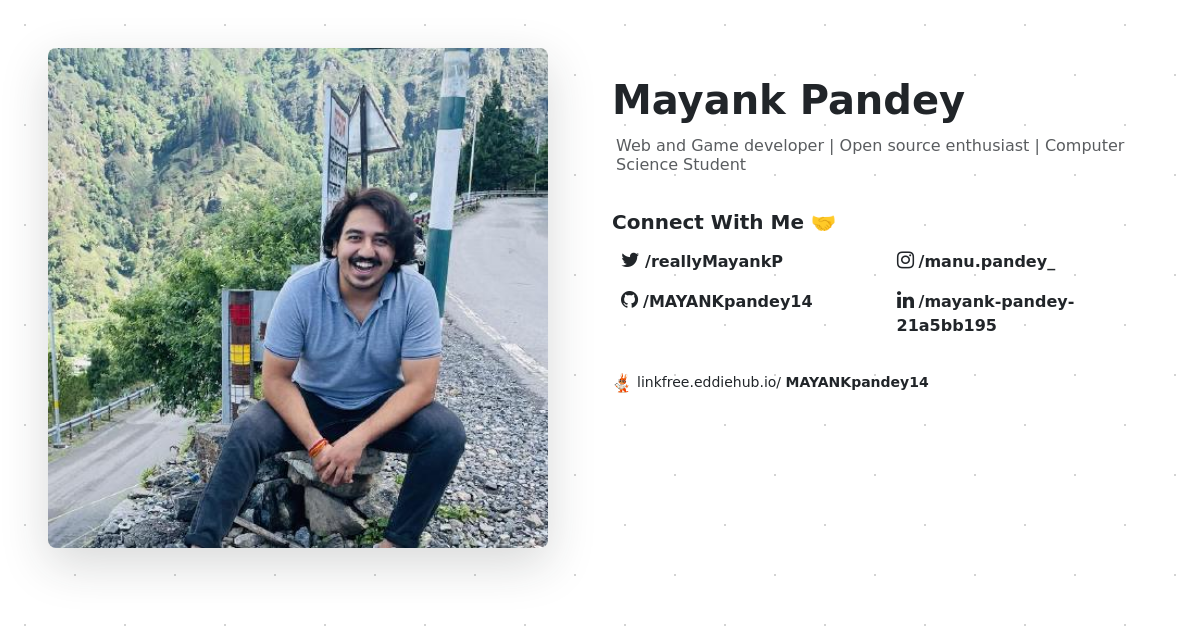 Mayank Pandey
Web and Game developer | Open source enthusiast | Computer
Science Student
Connect With Me 🤝
/reallyMayankP
/manu.pandey_
/MAYANKpandey14
/mayank-pandey-
21a5bb195
linkfree.eddiehub.io/ MAYANKpandey14